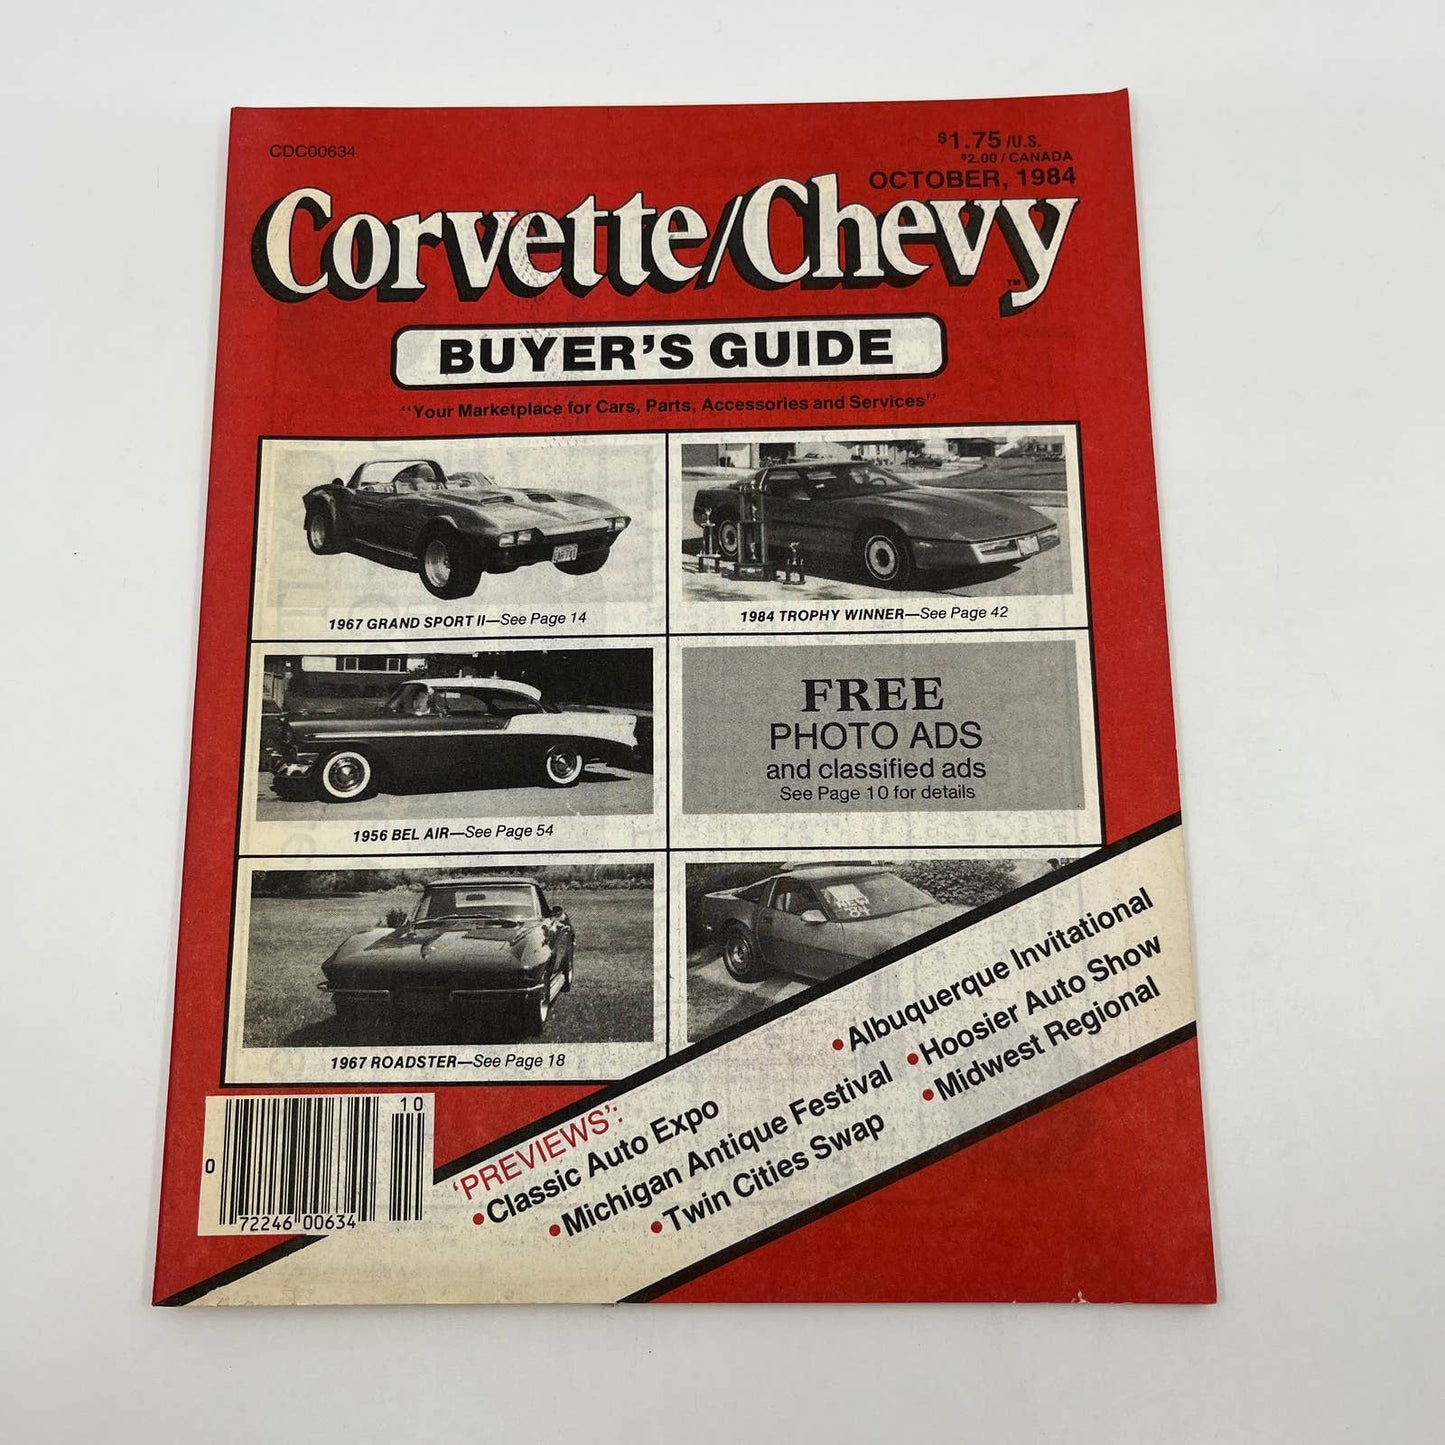 CDC00634
$1.75/U.S.
$2.00/CANADA
OCTOBER, 1984
Corvette/Chevy™
BUYER'S GUIDE
"Your Marketplace for Cars, Parts, Accessories and Services"
1967 GRAND SPORT II—See Page 14
1984 TROPHY WINNER—See Page 42
1956 BEL AIR—See Page 54
FREE
PHOTO ADS
and classified ads
See Page 10 for details
1967 ROADSTER—See Page 18
'PREVIEWS':
•Classic Auto Expo
•Michigan Antique Festival
•Twin Cities Swap
•Albuquerque Invitational
•Hoosier Auto Show
•Midwest Regional
10
0
72246 00634